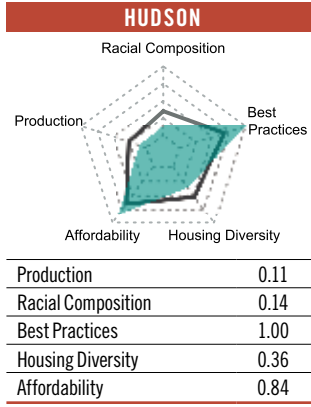 HUDSON
Racial Composition
Production
Best
Practices
Affordability
Housing Diversity
Production 0.11
Racial Composition 0.14
Best Practices 1.00
Housing Diversity 0.36
Affordability 0.84